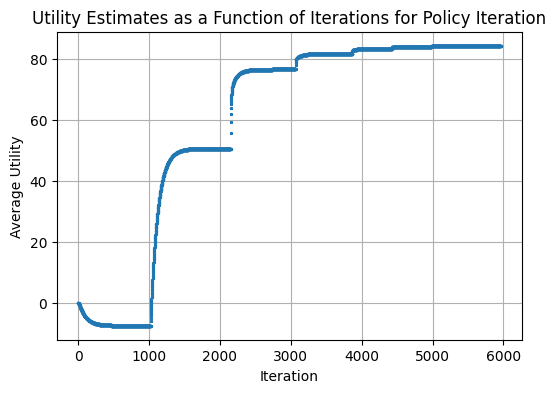 Utility Estimates as a Function of Iterations for Policy Iteration
Average Utility
80
60
40
20
0
0 1000 2000 3000 4000 5000 6000
Iteration